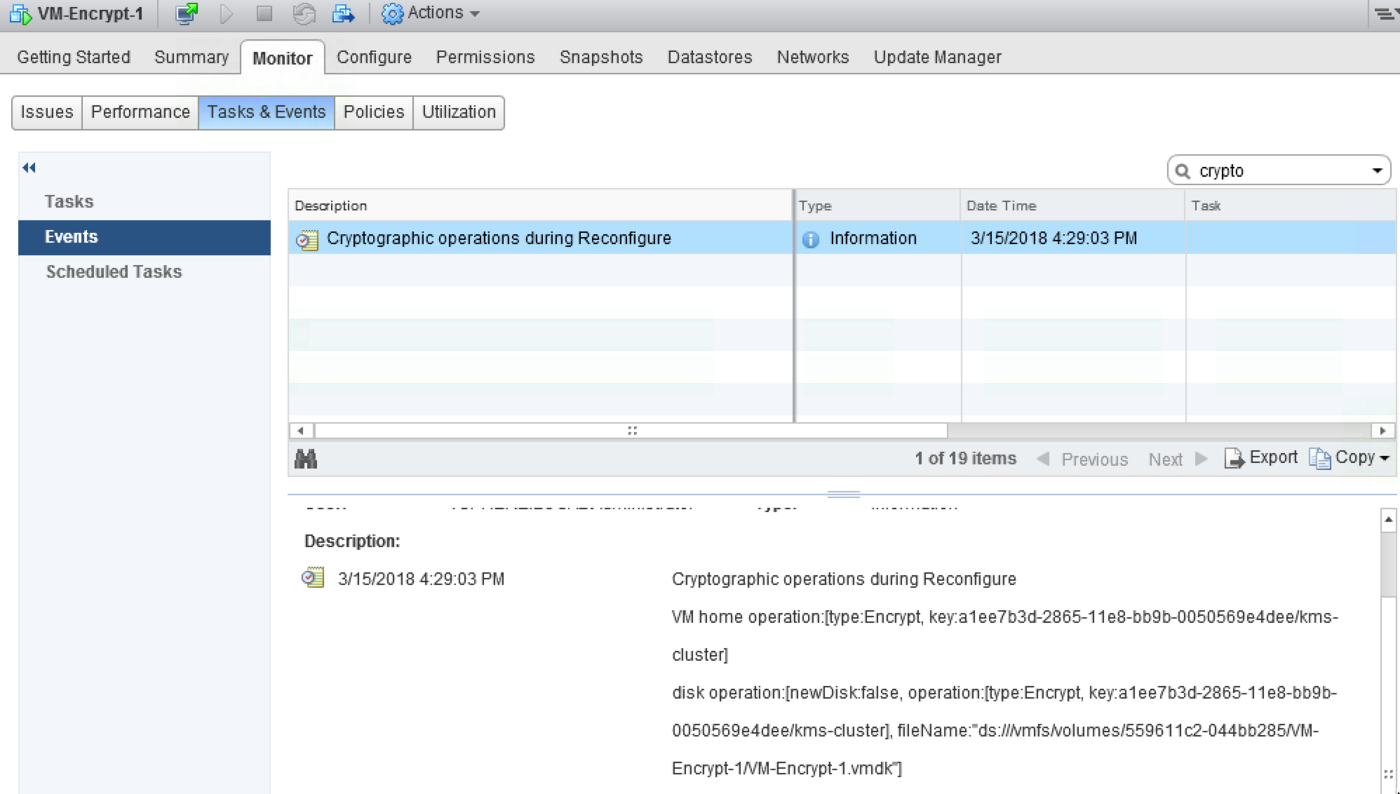 VM-Encrypt-1 Actions
Getting Started Summary Monitor Configure Permissions Snapshots Datastores Networks Update Manager
Issues Performance Tasks & Events Policies Utilization
crypto
Tasks
Events
Scheduled Tasks
Description Type Date Time Task
Cryptographic operations during Reconfigure Information 3/15/2018 4:29:03 PM
1 of 19 items Previous Next Export Copy
Description:
3/15/2018 4:29:03 PM Cryptographic operations during Reconfigure
VM home operation:[type:Encrypt, key:a1ee7b3d-2865-11e8-bb9b-0050569e4dee/kms-
cluster]
disk operation:[newDisk:false, operation:[type:Encrypt, key:a1ee7b3d-2865-11e8-bb9b-
0050569e4dee/kms-cluster], fileName:"ds:///vmfs/volumes/559611c2-044bb285/VM-
Encrypt-1/VM-Encrypt-1.vmdk"]